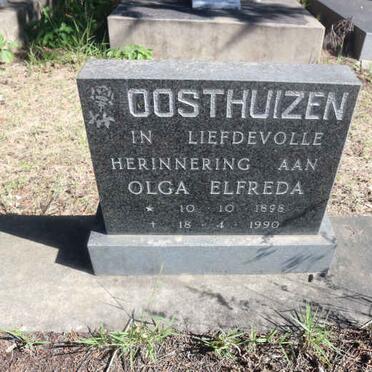 OOSTHUIZEN
IN LIEFDEVOLLE
HERINNERING AAN
OLGA ELFREDA
* 10 · 10 · 1898
† 18 · 4 · 1990